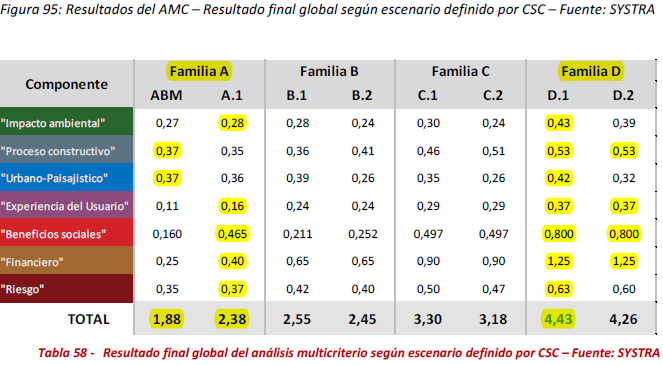 Figura 95: Resultados del AMC – Resultado final global según escenario definido por CSC – Fuente: SYSTRA
Componente Familia A Familia B Familia C Familia D
ABM A.1 B.1 B.2 C.1 C.2 D.1 D.2
"Impacto ambiental" 0,27 0,28 0,28 0,24 0,30 0,24 0,43 0,39
"Proceso constructivo" 0,37 0,35 0,36 0,41 0,46 0,51 0,53 0,53
"Urbano-Paisajístico" 0,37 0,36 0,39 0,26 0,35 0,26 0,42 0,32
"Experiencia del Usuario" 0,11 0,16 0,24 0,24 0,29 0,29 0,37 0,37
"Beneficios sociales" 0,160 0,465 0,211 0,252 0,497 0,497 0,800 0,800
"Financiero" 0,25 0,40 0,65 0,65 0,90 0,90 1,25 1,25
"Riesgo" 0,35 0,37 0,42 0,40 0,50 0,47 0,63 0,60
TOTAL 1,88 2,38 2,55 2,45 3,30 3,18 4,43 4,26
Tabla 58 - Resultado final global del análisis multicriterio según escenario definido por CSC – Fuente: SYSTRA